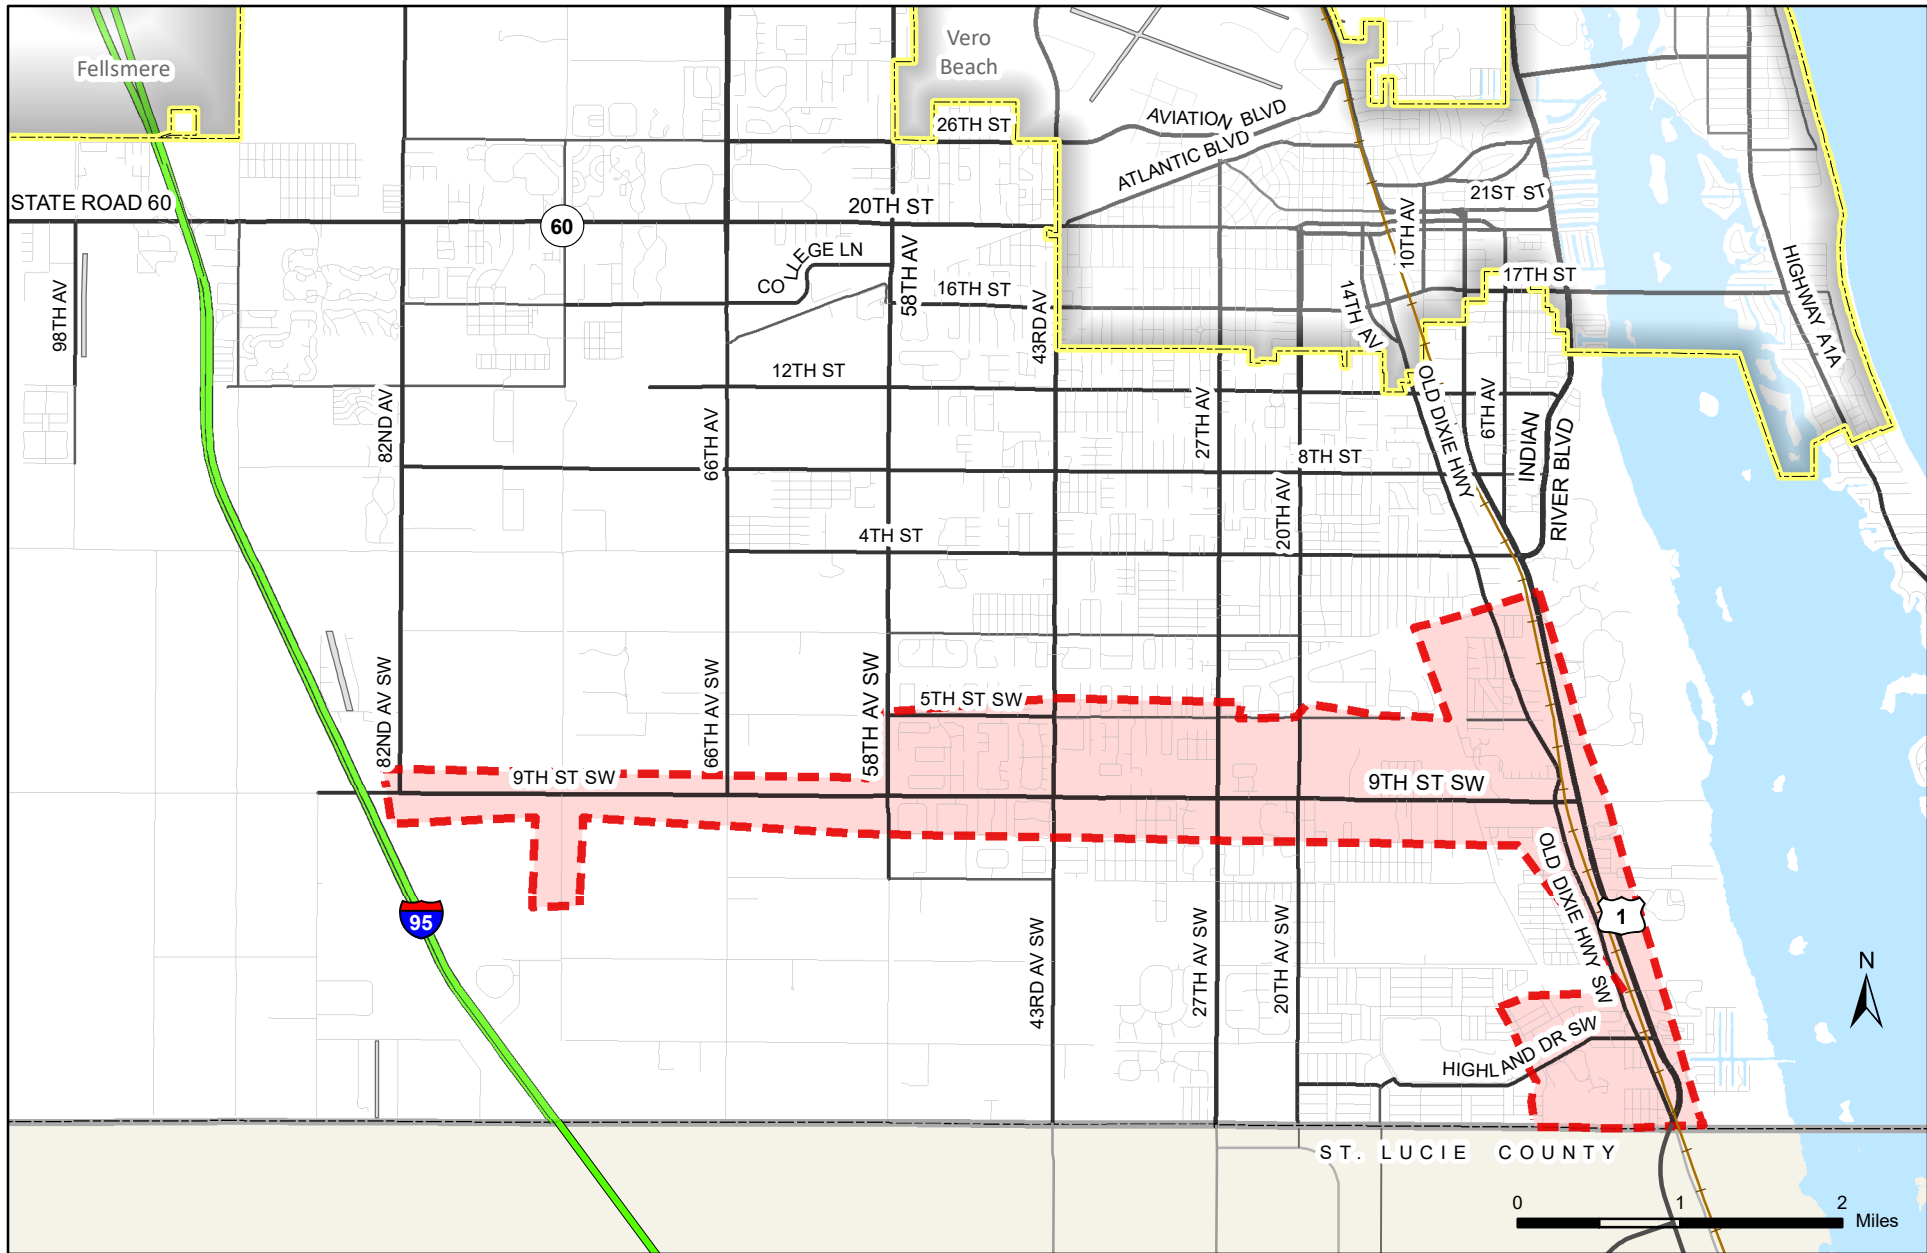 Fellsmere
Vero
Beach
AVIATION BLVD
26TH ST
ATLANTIC BLVD
STATE ROAD 60
20TH ST
21ST ST
60
10TH AV
COLLEGE LN
58TH AV
HIGHWAY A1A
17TH ST
16TH ST
98TH AV
43RD AV
14TH AV
12TH ST
OLD DIXIE HWY
82ND AV
66TH AV
27TH AV
6TH AV
INDIAN
RIVER BLVD
8TH ST
20TH AV
4TH ST
82ND AV SW
66TH AV SW
58TH AV SW
5TH ST SW
9TH ST SW
9TH ST SW
OLD DIXIE HWY SW
95
1
43RD AV SW
27TH AV SW
20TH AV SW
N
HIGHLAND DR SW
ST. LUCIE COUNTY
0 1 2
Miles